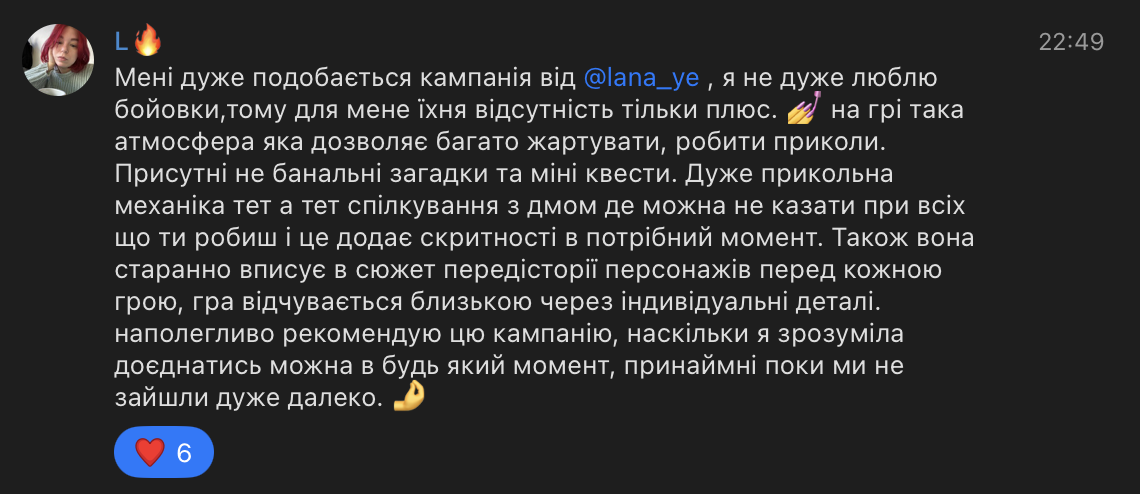 L🔥
22:49
Мені дуже подобається кампанія від @lana_ye , я не дуже люблю
бойовки,тому для мене їхня відсутність тільки плюс. 💅 на грі така
атмосфера яка дозволяє багато жартувати, робити приколи.
Присутні не банальні загадки та міні квести. Дуже прикольна
механіка тет а тет спілкування з дмом де можна не казати при всіх
що ти робиш і це додає скритності в потрібний момент. Також вона
старанно вписує в сюжет передісторії персонажів перед кожною
грою, гра відчувається близькою через індивідуальні деталі.
наполегливо рекомендую цю кампанію, наскільки я зрозуміла
доєднатись можна в будь який момент, принаймні поки ми не
зайшли дуже далеко. 🤌
❤️ 6